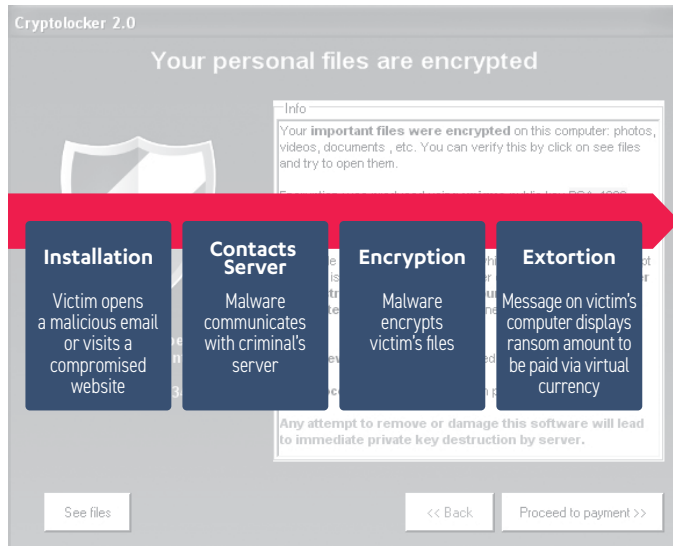 Cryptolocker 2.0
Your personal files are encrypted
Info
Your important files were encrypted on this computer: photos,
videos, documents , etc. You can verify this by click on see files
and try to open them.
Installation
Victim opens
a malicious email
or visits a
compromised
website
Contacts
Server
Malware
communicates
with criminal's
server
Encryption
Malware
encrypts
victim's files
Extortion
Message on victim's
computer displays
ransom amount to
be paid via virtual
currency
Any attempt to remove or damage this software will lead
to immediate private key destruction by server.
See files
<< Back
Proceed to payment >>